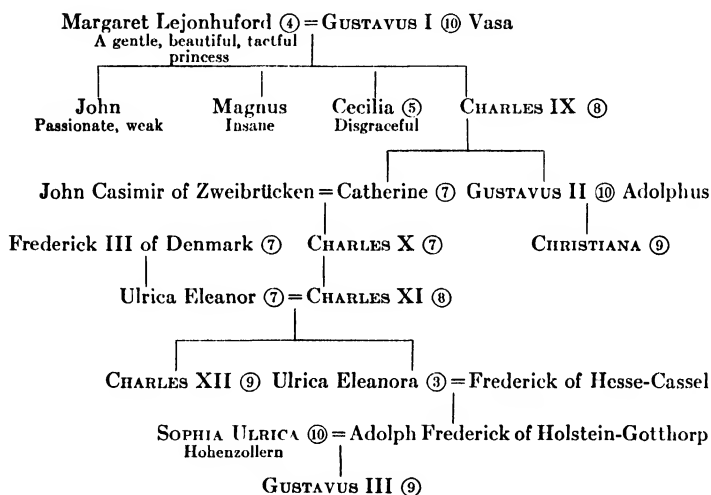 Margaret Lejonhuford ④ = GUSTAVUS I ⑩ Vasa
A gentle, beautiful, tactful
princess
John Magnus Cecilia ⑤ CHARLES IX ⑧
Passionate, weak Insane Disgraceful
John Casimir of Zweibrücken = Catherine ⑦ GUSTAVUS II ⑩ Adolphus
Frederick III of Denmark ⑦ CHARLES X ⑦ CHRISTIANA ⑨
Ulrica Eleanor ⑦ = CHARLES XI ⑧
CHARLES XII ⑨ Ulrica Eleanora ③ = Frederick of Hesse-Cassel
SOPHIA ULRICA ⑩ = Adolph Frederick of Holstein-Gotthorp
Hohenzollern
GUSTAVUS III ⑨